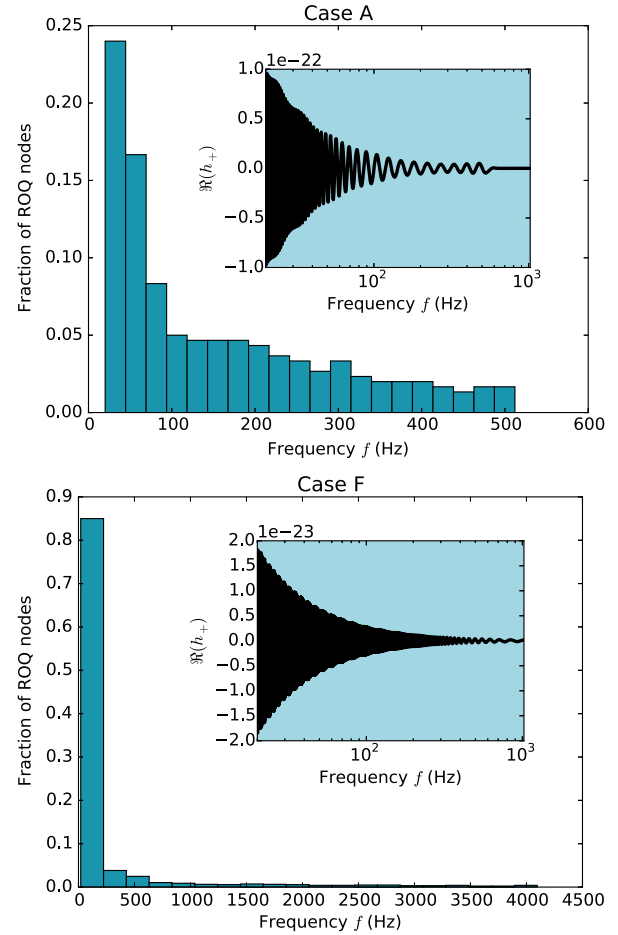 Case A
0.25
0.20
0.15
0.10
0.05
0.00
Fraction of ROQ nodes
0 100 200 300 400 500 600
Frequency f (Hz)
1e−22
1.0
0.5
0.0
−0.5
−1.0
ℜ(h₊)
10² 10³
Frequency f (Hz)
Case F
0.9
0.8
0.7
0.6
0.5
0.4
0.3
0.2
0.1
0.0
Fraction of ROQ nodes
0 500 1000 1500 2000 2500 3000 3500 4000 4500
Frequency f (Hz)
1e−23
2.0
1.5
1.0
0.5
0.0
−0.5
−1.0
−1.5
−2.0
ℜ(h₊)
10² 10³
Frequency f (Hz)